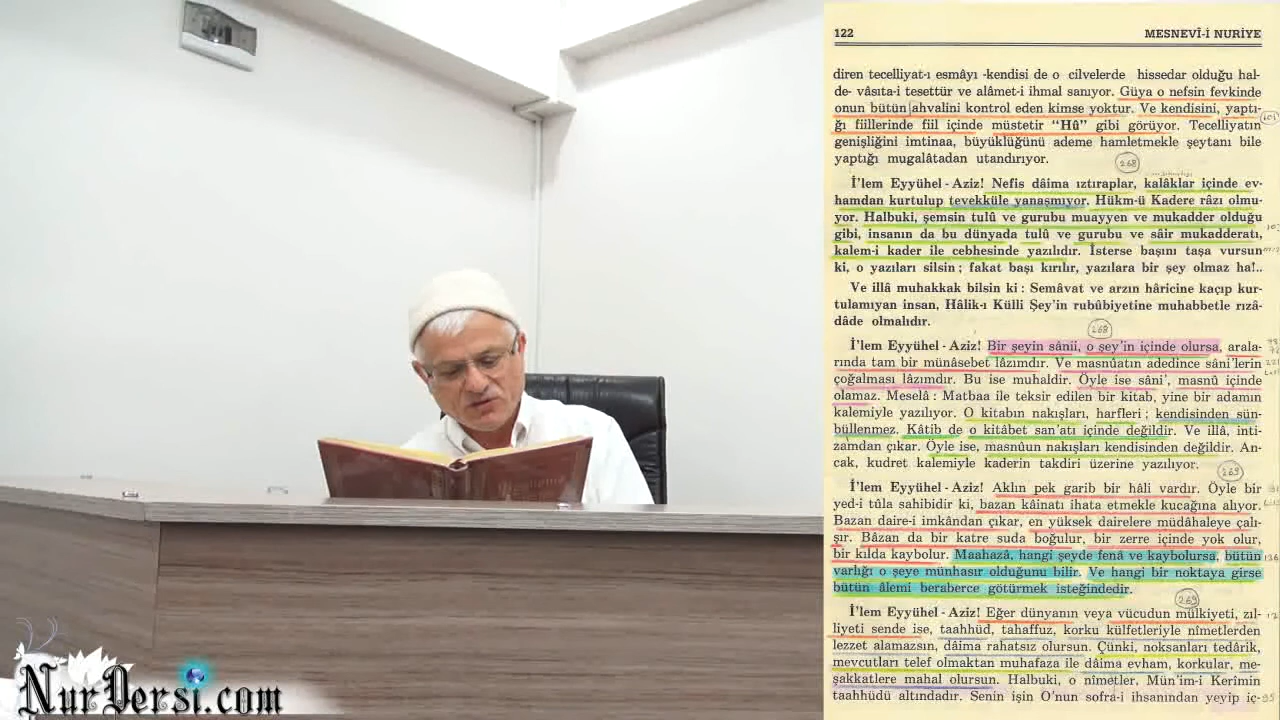 122 MESNEVÎ-İ NURİYE
diren tecelliyat-ı esmâyı -kendisi de o cilvelerde hissedar olduğu hal-
de- vâsıta-i tesettür ve alâmet-i ihmal sanıyor. Güya o nefsin fevkinde
onun bütün ahvalini kontrol eden kimse yoktur. Ve kendisini, yaptı-
ğı fiillerinde fiil içinde müstetir "Hû" gibi görüyor. Tecelliyatın
genişliğini imtinaa, büyüklüğünü ademe hamletmekle şeytanı bile
yaptığı mugalâtadan utandırıyor.
268
İ'lem Eyyühel - Aziz! Nefis dâima ıztıraplar, kalâklar içinde ev-
hamdan kurtulup tevekküle yanaşmıyor. Hükm-ü Kadere râzı olmu-
yor. Halbuki, şemsin tulû ve gurubu muayyen ve mukadder olduğu
gibi, insanın da bu dünyada tulû ve gurubu ve sâir mukadderatı,
kalem-i kader ile cebhesinde yazılıdır. İsterse başını taşa vursun
ki, o yazıları silsin ; fakat başı kırılır, yazılara bir şey olmaz ha!..
Ve illâ muhakkak bilsin ki : Semâvat ve arzın hâricine kaçıp kur-
tulamıyan insan, Hâlik-ı Külli Şey'in rubûbiyetine muhabbetle rızâ-
dâde olmalıdır.
268
İ'lem Eyyühel - Aziz! Bir şeyin sânii, o şey'in içinde olursa, arala-
rında tam bir münâsebet lâzımdır. Ve masnûatın adedince sâni'lerin
çoğalması lâzımdır. Bu ise muhaldir. Öyle ise sâni', masnû içinde
olamaz. Meselâ : Matbaa ile teksir edilen bir kitab, yine bir adamın
kalemiyle yazılıyor. O kitabın nakışları, harfleri ; kendisinden sün-
büllenmez. Kâtib de o kitâbet san'atı içinde değildir. Ve illâ, inti-
zamdan çıkar. Öyle ise, masnûun nakışları kendisinden değildir. An-
cak, kudret kalemiyle kaderin takdiri üzerine yazılıyor.
269
İ'lem Eyyühel - Aziz! Aklın pek garib bir hâli vardır. Öyle bir
yed-i tûla sahibidir ki, bazan kâinatı ihata etmekle kucağına alıyor.
Bazan daire-i imkândan çıkar, en yüksek dairelere müdâhaleye çalı-
şır. Bâzan da bir katre suda boğulur, bir zerre içinde yok olur,
bir kılda kaybolur. Maahazâ, hangi şeyde fenâ ve kaybolursa, bütün
varlığı o şeye münhasır olduğunu bilir. Ve hangi bir noktaya girse
bütün âlemi beraberce götürmek isteğindedir.
269
İ'lem Eyyühel - Aziz! Eğer dünyanın veya vücudun mülkiyeti, zıl-
liyeti sende ise, taahhüd, tahaffuz, korku külfetleriyle nîmetlerden
lezzet alamazsın, dâima rahatsız olursun. Çünki, noksanları tedârik,
mevcutları telef olmaktan muhafaza ile dâima evham, korkular, me-
şakkatlere mahal olursun. Halbuki, o nîmetler, Mün'im-i Kerîmin
taahhüdü altındadır. Senin işin O'nun sofra-i ihsanından yeyip iç-
NurDersi.com